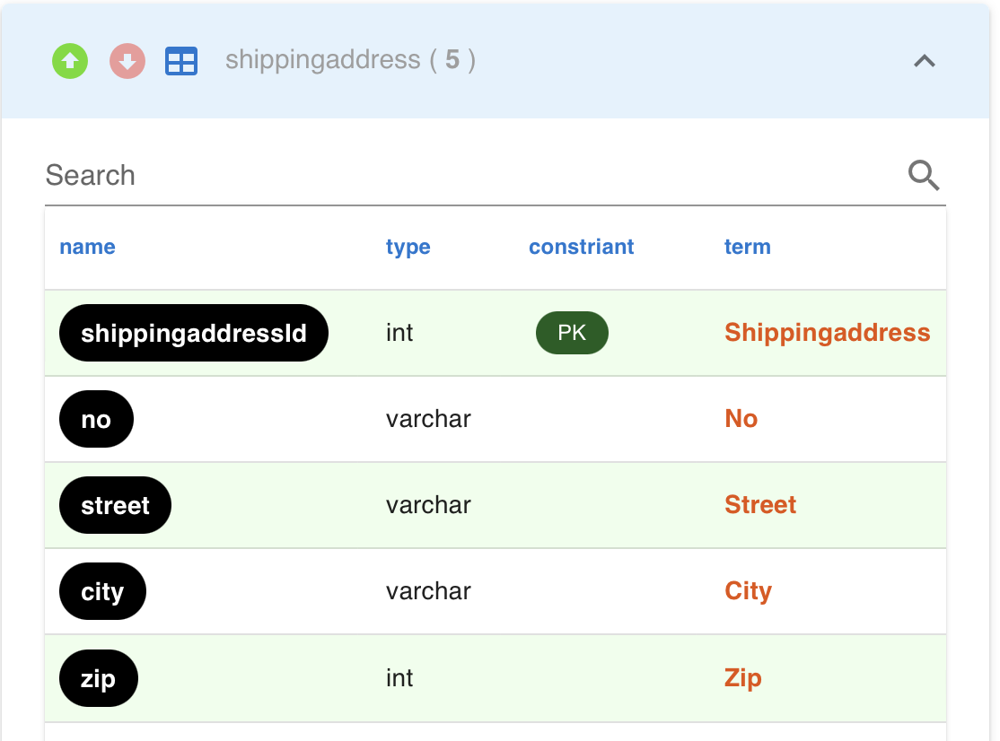 shippingaddress ( 5 )
Search
name type constriant term
shippingaddressId int PK Shippingaddress
no varchar No
street varchar Street
city varchar City
zip int Zip